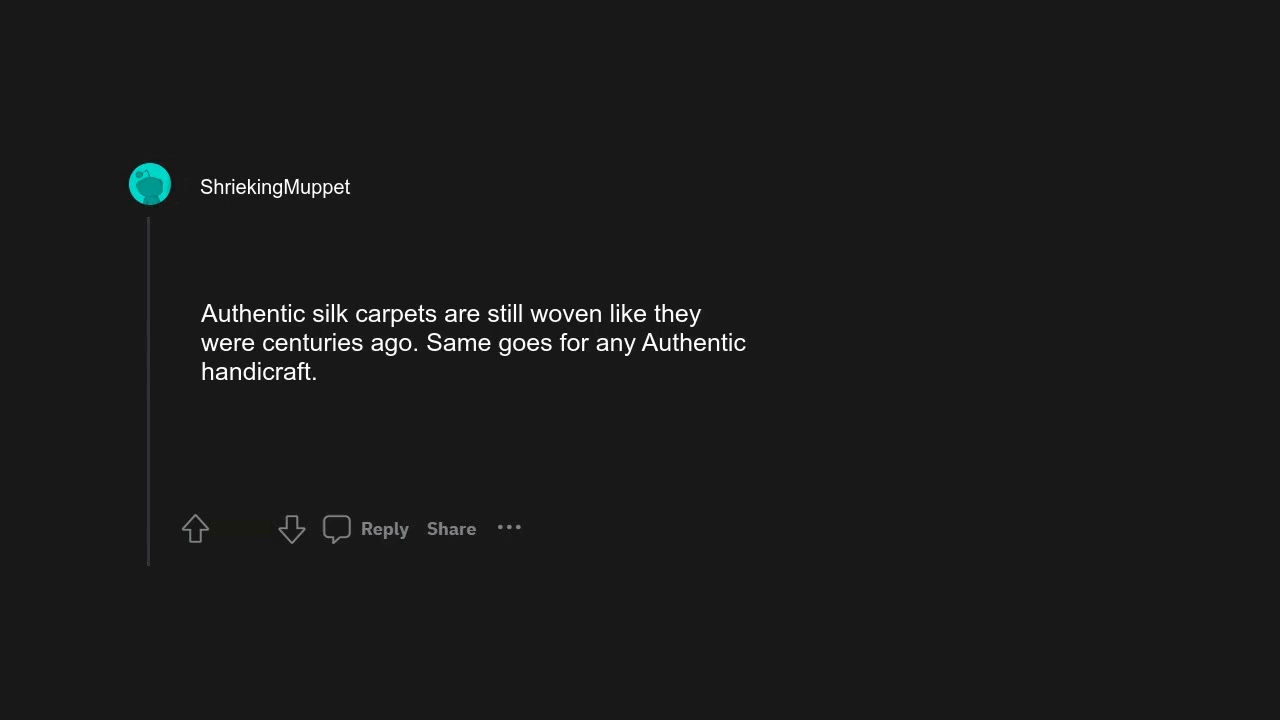 ShriekingMuppet
Authentic silk carpets are still woven like they
were centuries ago. Same goes for any Authentic
handicraft.
Reply Share